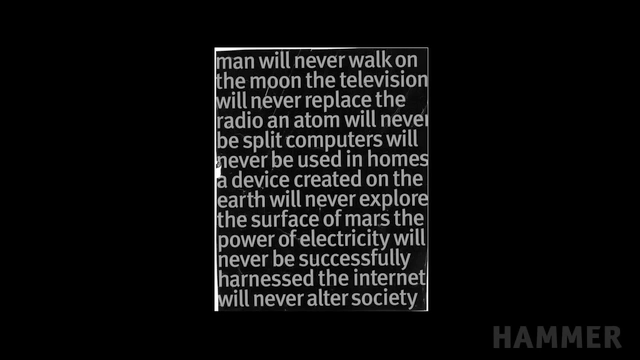 man will never walk on
the moon the television
will never replace the
radio an atom will never
be split computers will
never be used in homes
a device created on the
earth will never explore
the surface of mars the
power of electricity will
never be successfully
harnessed the internet
will never alter society
HAMMER